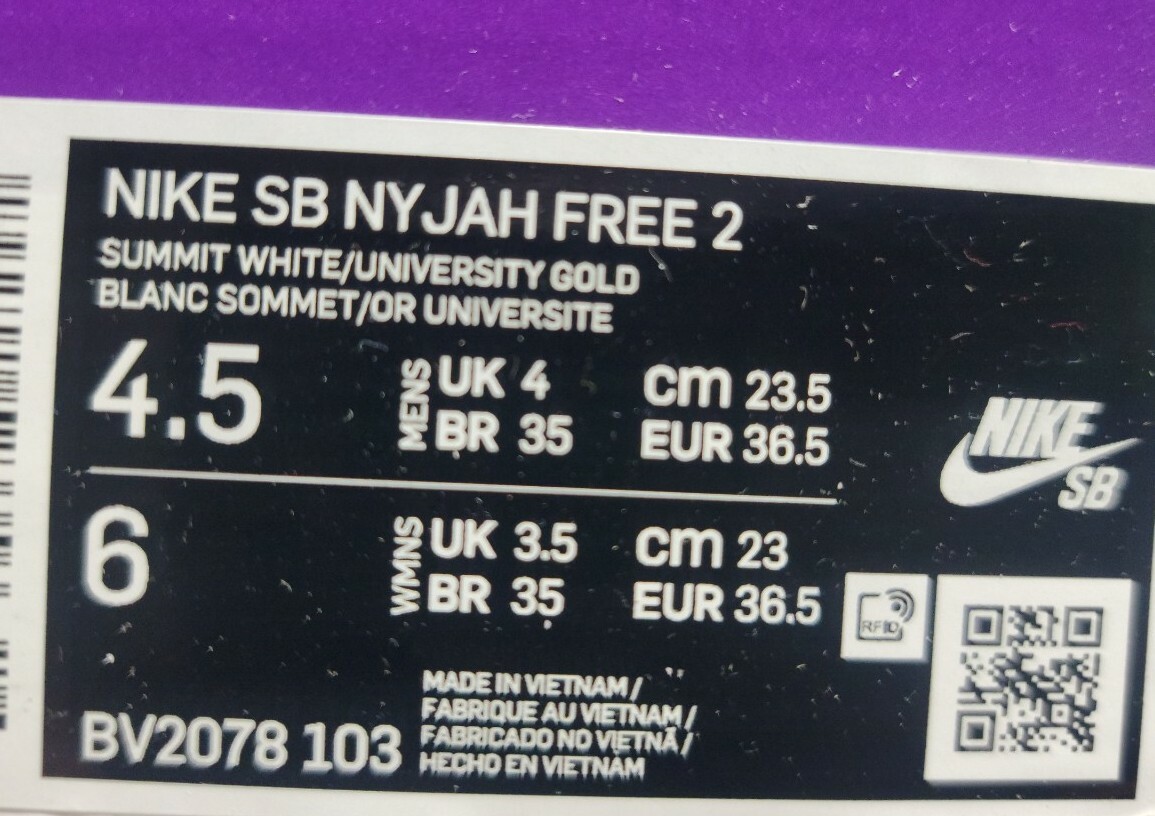 NIKE SB NYJAH FREE 2
SUMMIT WHITE/UNIVERSITY GOLD
BLANC SOMMET/OR UNIVERSITE
4.5 MENS UK 4 cm 23.5
BR 35 EUR 36.5
NIKE
SB
6 WMNS UK 3.5 cm 23
BR 35 EUR 36.5
RFID
BV2078 103
MADE IN VIETNAM /
FABRIQUE AU VIETNAM /
FABRICADO NO VIETNÃ /
HECHO EN VIETNAM